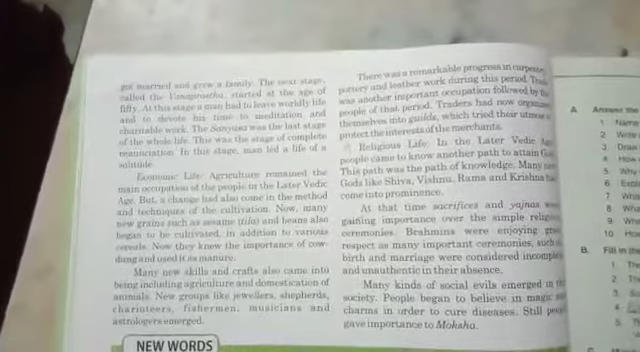 got married and grew a family. The next stage,
called the Vanaprastha, started at the age of
fifty. At this stage a man had to leave worldly life
and to devote his time to meditation and
charitable work. The Sanyasa was the last stage
of the whole life. This was the stage of complete
renunciation. In this stage, man led a life of a
solitude.
Economic Life: Agriculture remained the
main occupation of the people in the Later Vedic
Age. But, a change had also come in the method
and techniques of the cultivation. Now, many
new grains such as sesame (tila) and beans also
began to be cultivated, in addition to various
cereals. Now they knew the importance of cow-
dung and used it as manure.
Many new skills and crafts also came into
being including agriculture and domestication of
animals. New groups like jewellers, shepherds,
charioteers, fishermen, musicians and
astrologers emerged.
NEW WORDS
There was a remarkable progress in
pottery and leather work during this period.
was another important occupation followed by
people of that period. Traders had now
themselves into guilds, which tried their
protect the interests of the merchants.
Religious Life: In the Later Vedic
people came to know another path to attain
This path was the path of knowledge. Many
Gods like Shiva, Vishnu, Rama and Krishna
come into prominence.
At that time sacrifices and yajnas
gaining importance over the simple
ceremonies. Brahmins were enjoying
respect as many important ceremonies,
birth and marriage were considered
and unauthentic in their absence.
Many kinds of social evils emerged in
society. People began to believe in magic
charms in order to cure diseases. Still
gave importance to Moksha.
A. Answer the
1. Name
2. Write
3. Draw
4. How
5. Why
6.
7.
8.
9.
10.
B. Fill in the
1. The
2. The
3.
4.
5.